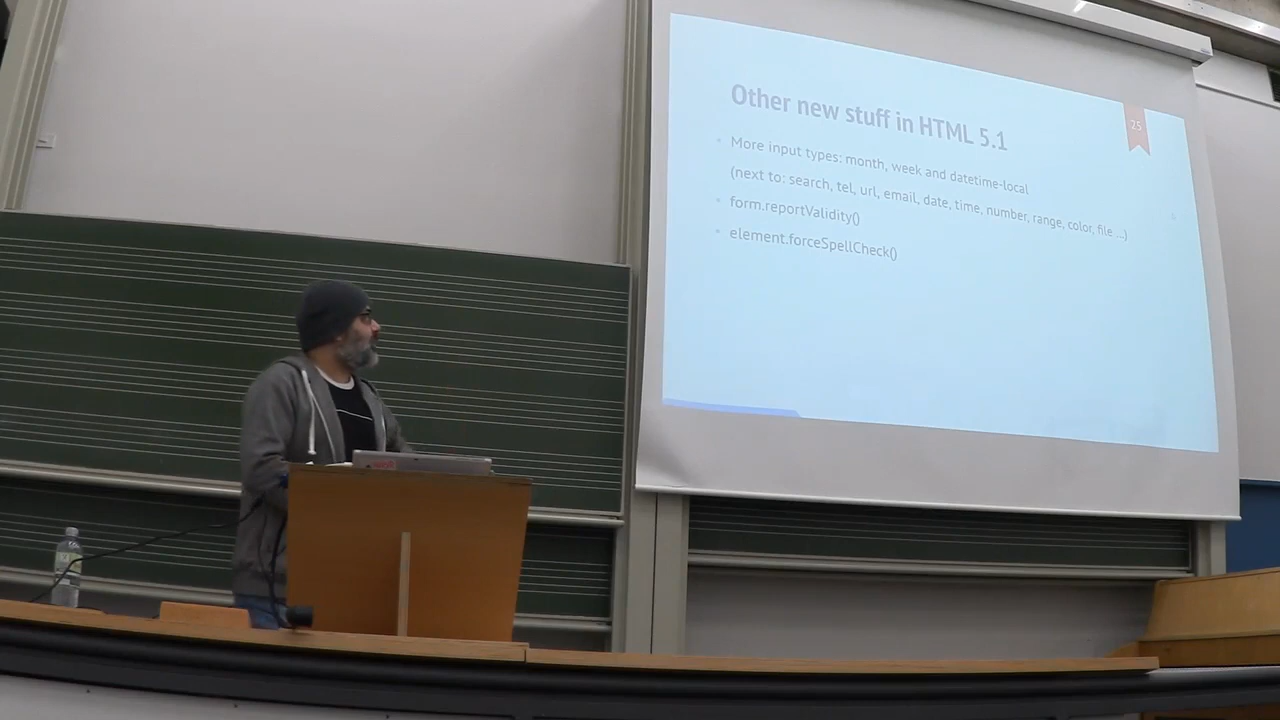 Other new stuff in HTML 5.1
25
More input types: month, week and datetime-local
(next to: search, tel, url, email, date, time, number, range, color, file ...)
form.reportValidity()
element.forceSpellCheck()